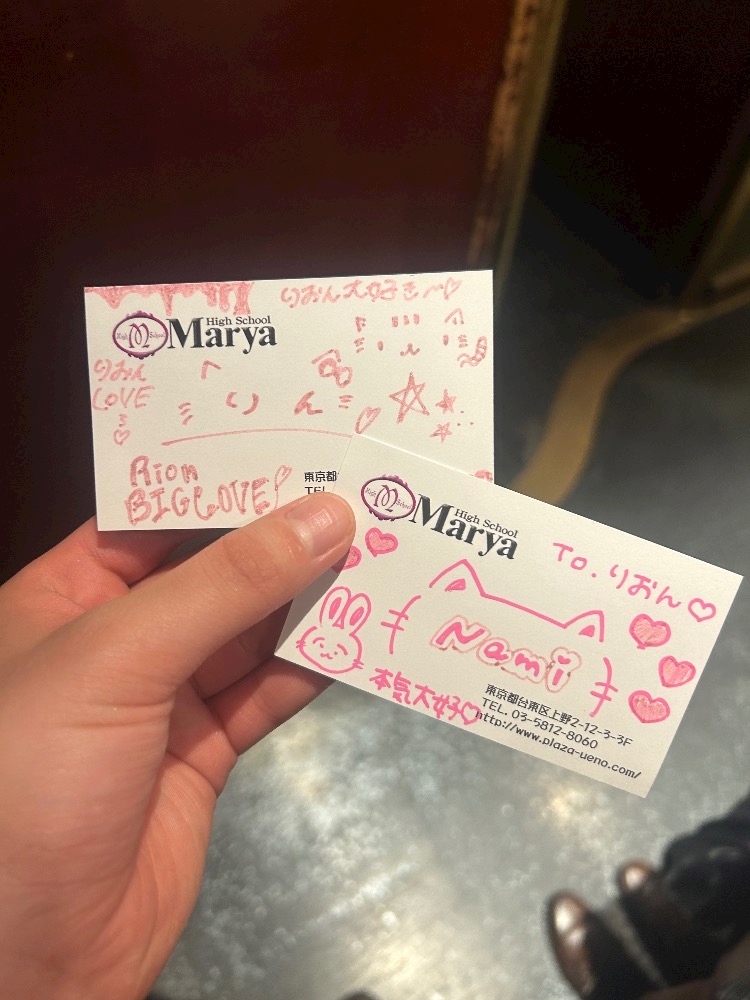 りおん大好き〜♡
High School
Marya
りおん
LOVE
りん
Rion
BIGLOVE!
東京都
TEL
High School
Marya
To.りおん♡
Nami
本気大好♡
東京都台東区上野2-12-3-3F
TEL. 03-5812-8060
http://www.plaza-ueno.com/